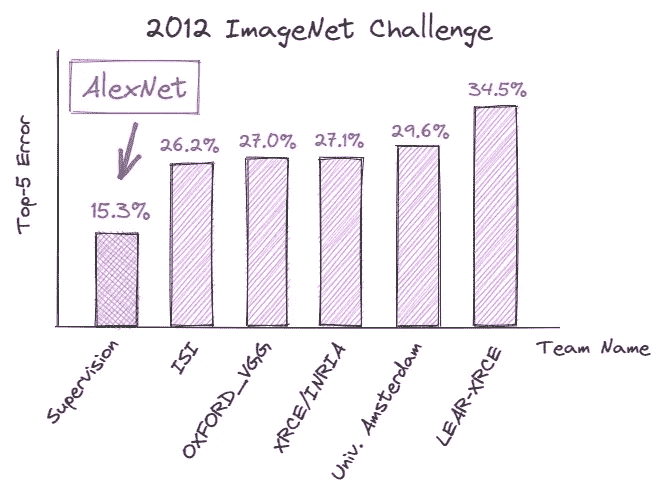 2012 ImageNet Challenge
AlexNet
34.5%
29.6%
26.2%
27.0%
27.1%
15.3%
Top-5 Error
Supervision
ISI
OXFORD_VGG
XRCE/INRIA
Univ. Amsterdam
LEAR-XRCE
Team Name